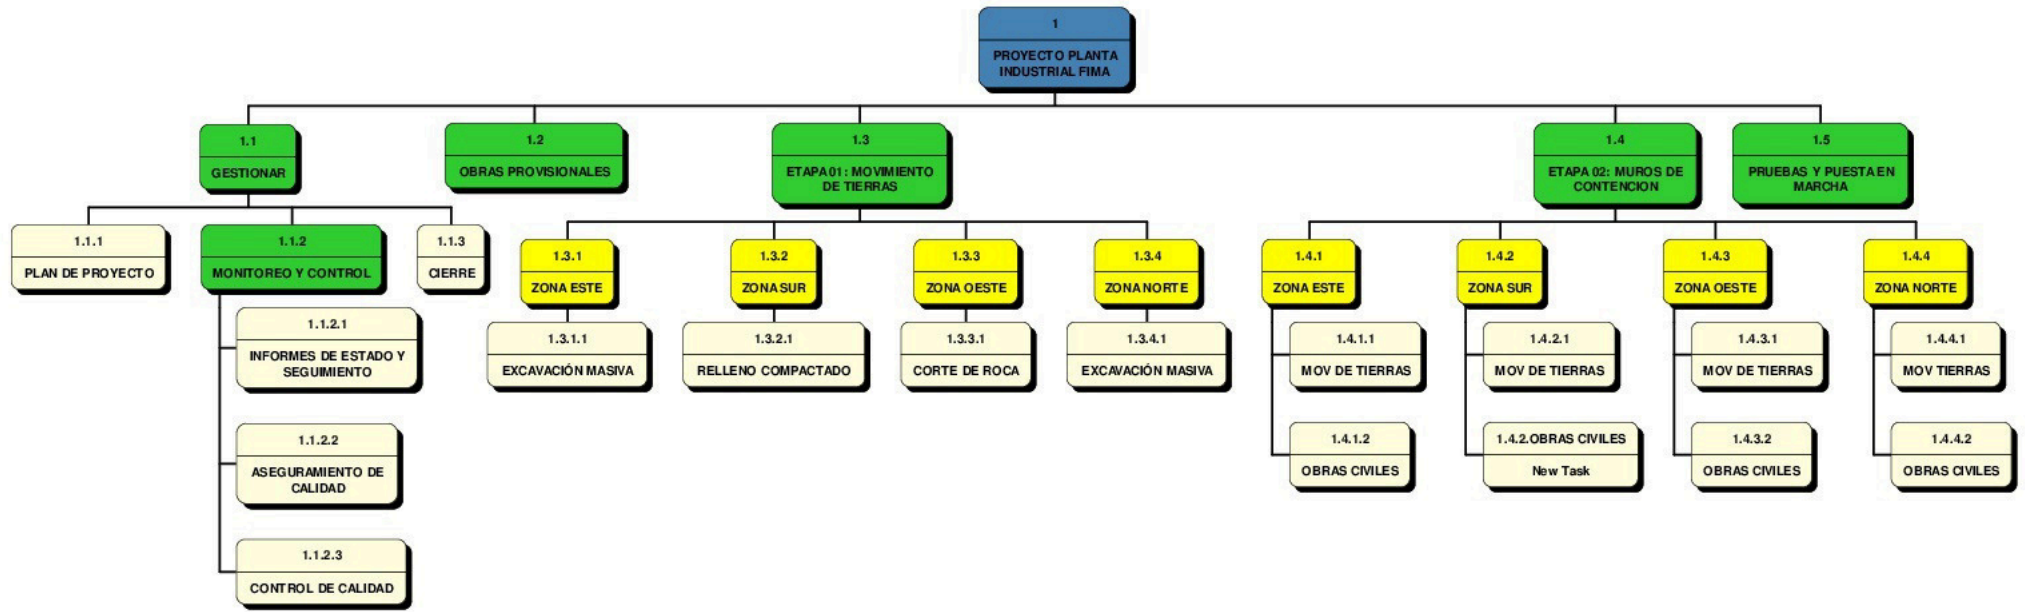 1
PROYECTO PLANTA
INDUSTRIAL FIMA
1.1
GESTIONAR
1.2
OBRAS PROVISIONALES
1.3
ETAPA 01: MOVIMIENTO
DE TIERRAS
1.4
ETAPA 02: MUROS DE
CONTENCION
1.5
PRUEBAS Y PUESTA EN
MARCHA
1.1.1
PLAN DE PROYECTO
1.1.2
MONITOREO Y CONTROL
1.1.3
CIERRE
1.1.2.1
INFORMES DE ESTADO Y
SEGUIMIENTO
1.1.2.2
ASEGURAMIENTO DE
CALIDAD
1.1.2.3
CONTROL DE CALIDAD
1.3.1
ZONA ESTE
1.3.2
ZONA SUR
1.3.3
ZONA OESTE
1.3.4
ZONA NORTE
1.3.1.1
EXCAVACIÓN MASIVA
1.3.2.1
RELLENO COMPACTADO
1.3.3.1
CORTE DE ROCA
1.3.4.1
EXCAVACIÓN MASIVA
1.4.1
ZONA ESTE
1.4.2
ZONA SUR
1.4.3
ZONA OESTE
1.4.4
ZONA NORTE
1.4.1.1
MOV DE TIERRAS
1.4.2.1
MOV DE TIERRAS
1.4.3.1
MOV DE TIERRAS
1.4.4.1
MOV TIERRAS
1.4.1.2
OBRAS CIVILES
1.4.2.OBRAS CIVILES
New Task
1.4.3.2
OBRAS CIVILES
1.4.4.2
OBRAS CIVILES